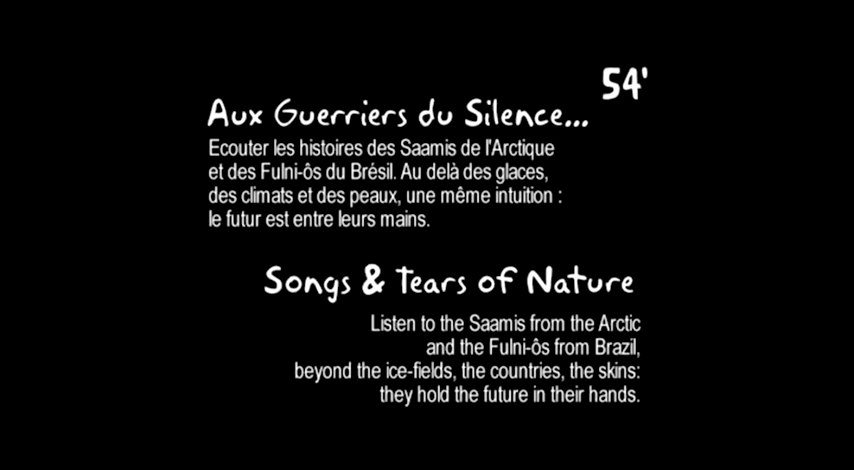 54'
Aux Guerriers du Silence...
Ecouter les histoires des Saamis de l'Arctique
et des Fulni-ôs du Brésil. Au delà des glaces,
des climats et des peaux, une même intuition :
le futur est entre leurs mains.
Songs & Tears of Nature
Listen to the Saamis from the Arctic
and the Fulni-ôs from Brazil,
beyond the ice-fields, the countries, the skins:
they hold the future in their hands.